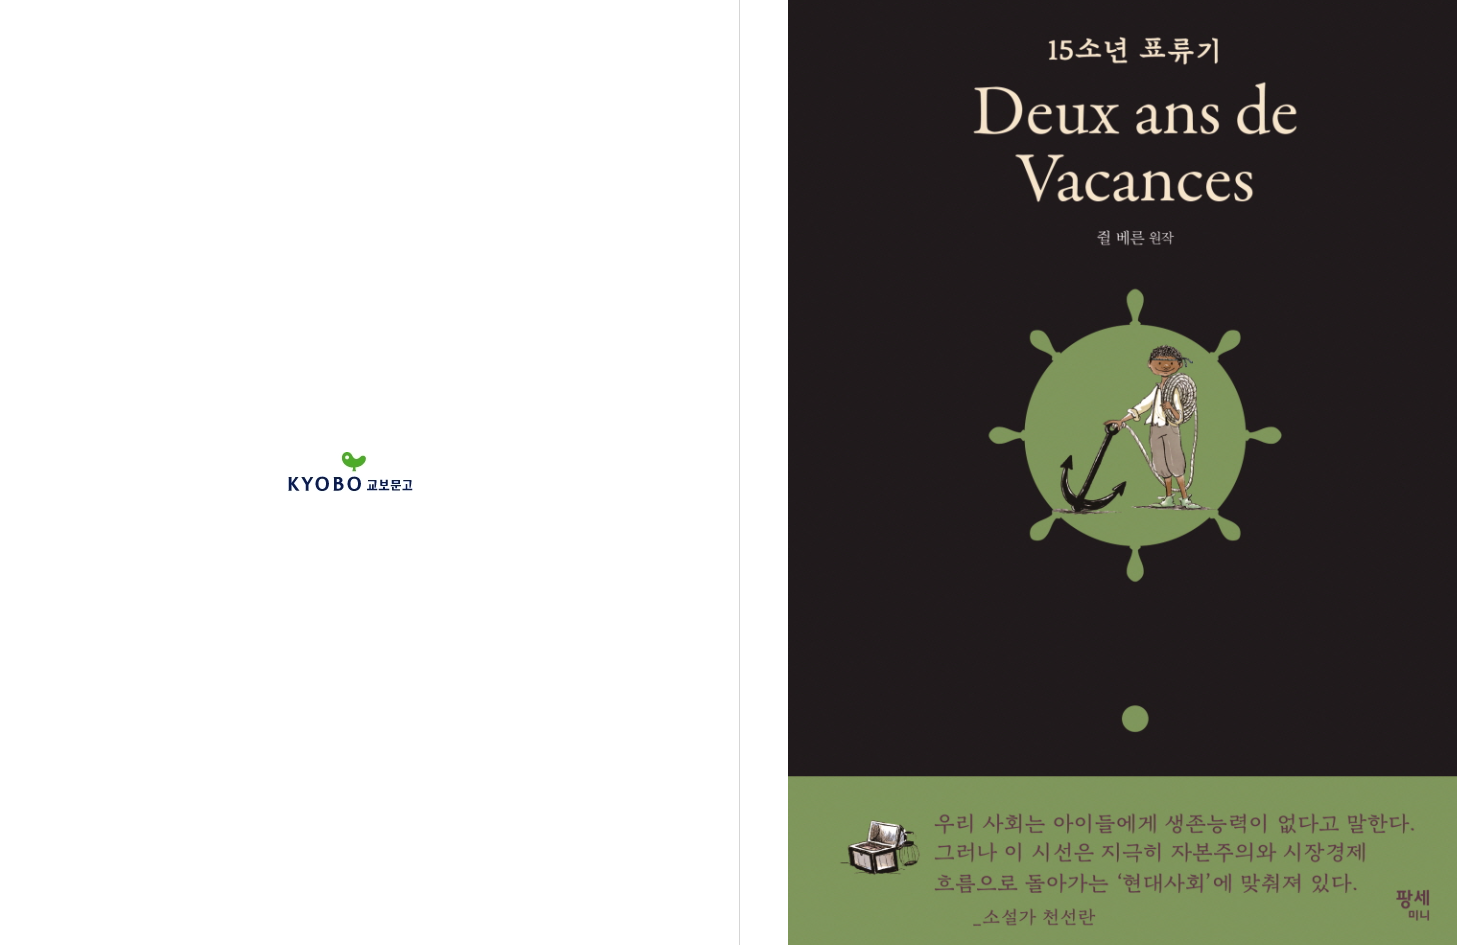 KYOBO 교보문고
15소년 표류기
Deux ans de
Vacances
쥘 베른 원작
우리 사회는 아이들에게 생존능력이 없다고 말한다.
그러나 이 시선은 지극히 자본주의와 시장경제
흐름으로 돌아가는 ‘현대사회’에 맞춰져 있다.
_소설가 천선란
팡세
미니